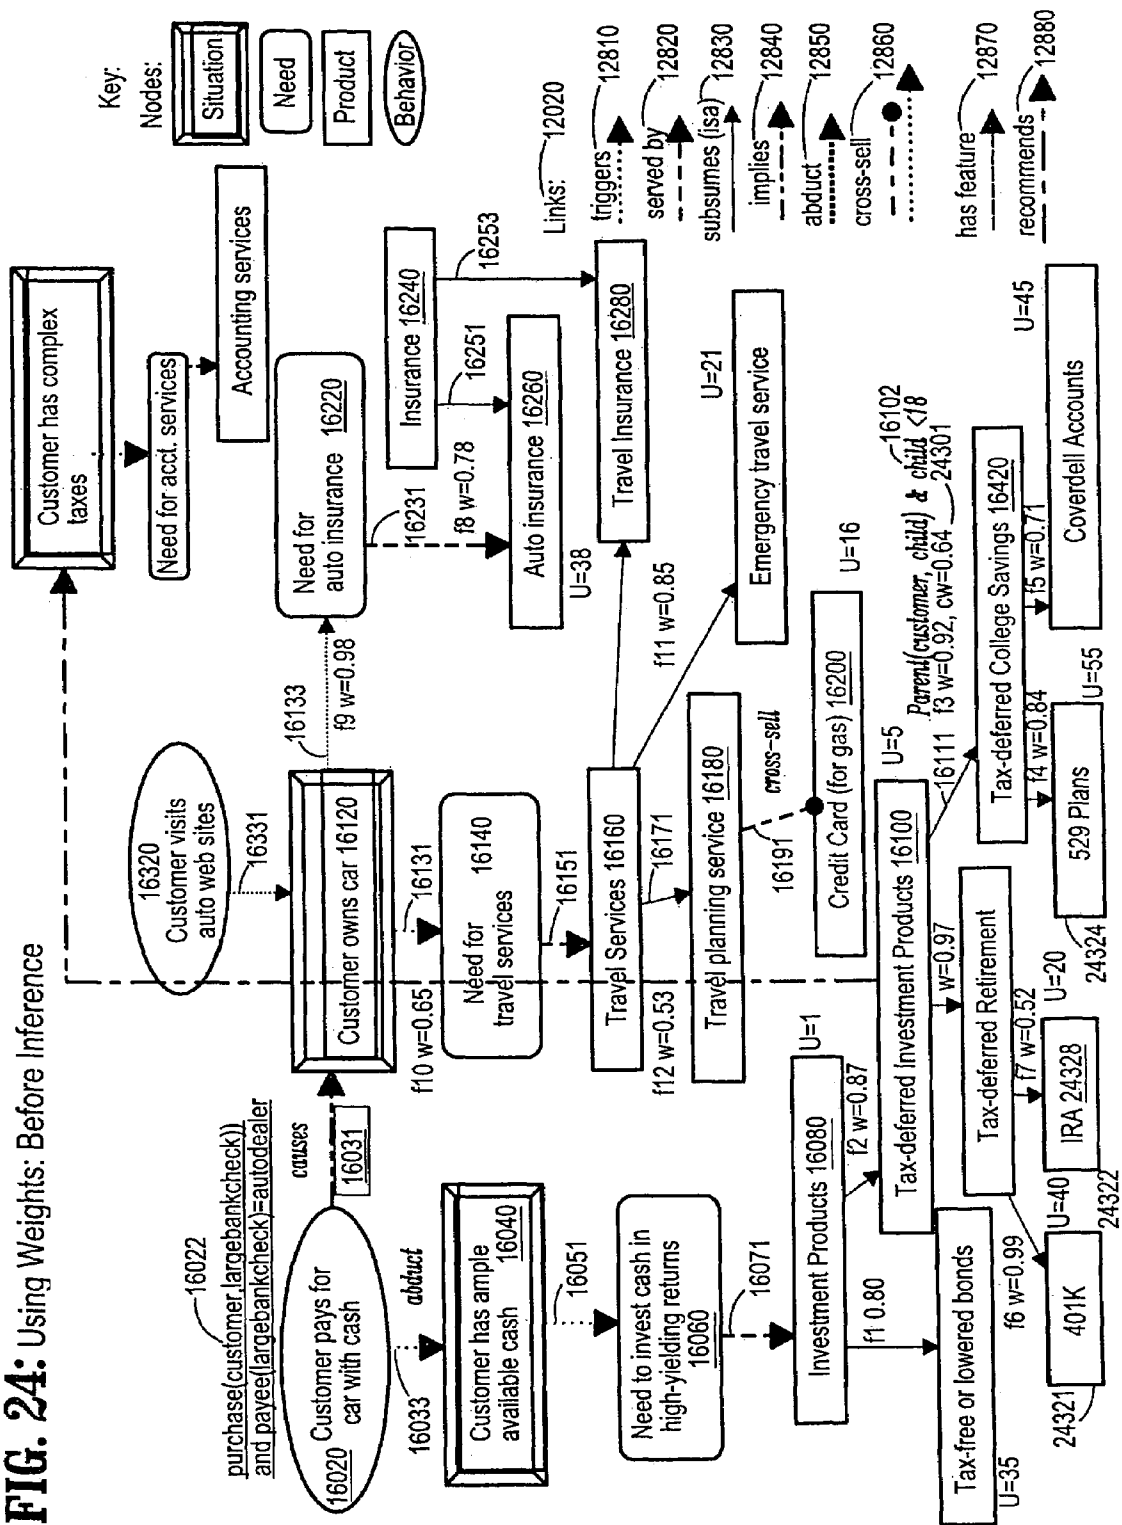 FIG. 24: Using Weights: Before Inference
Key:
Nodes:
Situation
Need
Product
Behavior
Links:
12020
triggers
12810
served by
12820
subsumes (isa)
12830
implies
12840
abduct
12850
cross-sell
12860
has feature
12870
recommends
12880
Customer has complex
taxes
Need for acct. services
Accounting services
16320
Customer visits
auto web sites
16331
16022
purchase(customer,largebankcheck))
and payee(largebankcheck)=autodealer
16020 Customer pays for
car with cash
causes
16031
Customer owns car 16120
16133
f9 w=0.98
Need for
auto insurance 16220
16231
f8 w=0.78
Insurance 16240
16251
16253
Auto insurance 16260
U=38
Travel Insurance 16280
abduct
16033
Customer has ample
available cash 16040
16051
Need to invest cash in
high-yielding returns
16060
16071
f10 w=0.65
16131
Need for
travel services
16140
16151
Travel Services 16160
f11 w=0.85
U=21
Emergency travel service
f12 w=0.53
16171
Travel planning service 16180
16191
cross-sell
Credit Card (for gas) 16200
U=16
Investment Products 16080
U=1
f1 0.80
f2 w=0.87
Tax-free or lowered bonds
U=35
Tax-deferred Investment Products 16100
U=5
16111
Parent(customer, child) & child <18
16102
f3 w=0.92, cw=0.64
24301
w=0.97
Tax-deferred Retirement
f6 w=0.99
f7 w=0.52
401K
U=40
24321
IRA 24328
U=20
24322
Tax-deferred College Savings 16420
f4 w=0.84
f5 w=0.71
529 Plans
U=55
24324
Coverdell Accounts
U=45